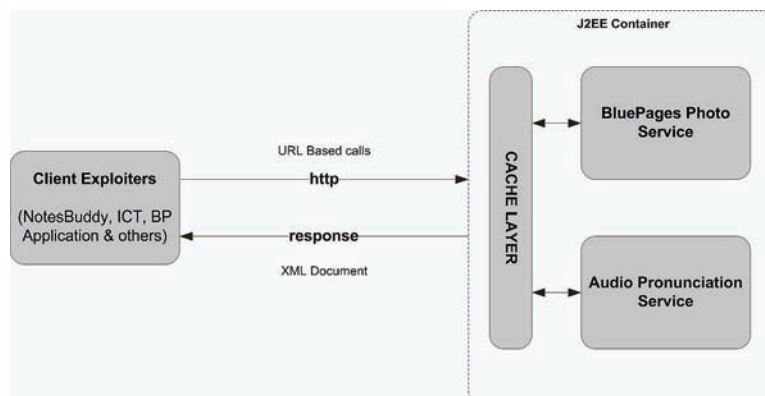 J2EE Container
BluePages Photo
Service
URL Based calls
Client Exploiters
http
(NotesBuddy, ICT, BP
Application & others)
response
XML Document
CACHE LAYER
Audio Pronunciation
Service